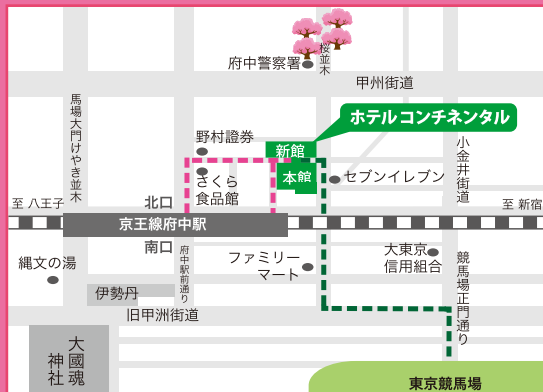 府中警察署
桜並木
甲州街道
馬場大門けやき並木
ホテル コンチネンタル
野村證券
新館
本館
さくら
食品館
セブンイレブン
小金井街道
至 八王子
北口
至 新宿
京王線府中駅
南口
府中駅前通り
縄文の湯
ファミリー
マート
大東京
信用組合
競馬場正門通り
伊勢丹
旧甲洲街道
大國魂
神社
東京競馬場